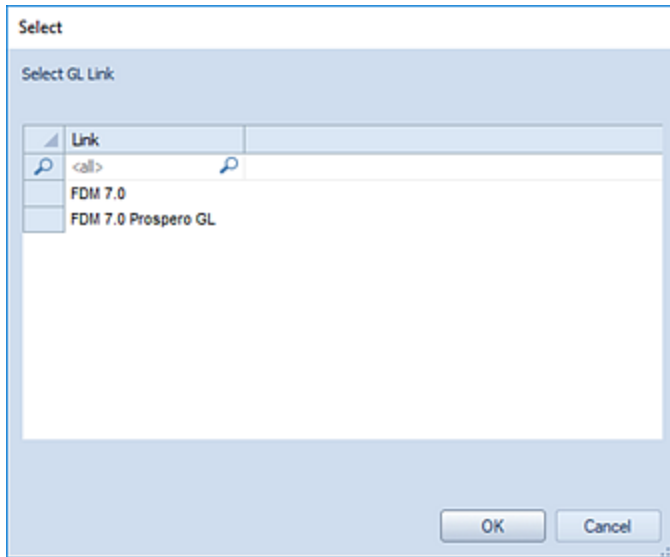 Select
Select GL Link
Link
<all>
FDM 7.0
FDM 7.0 Prospero GL
OK Cancel